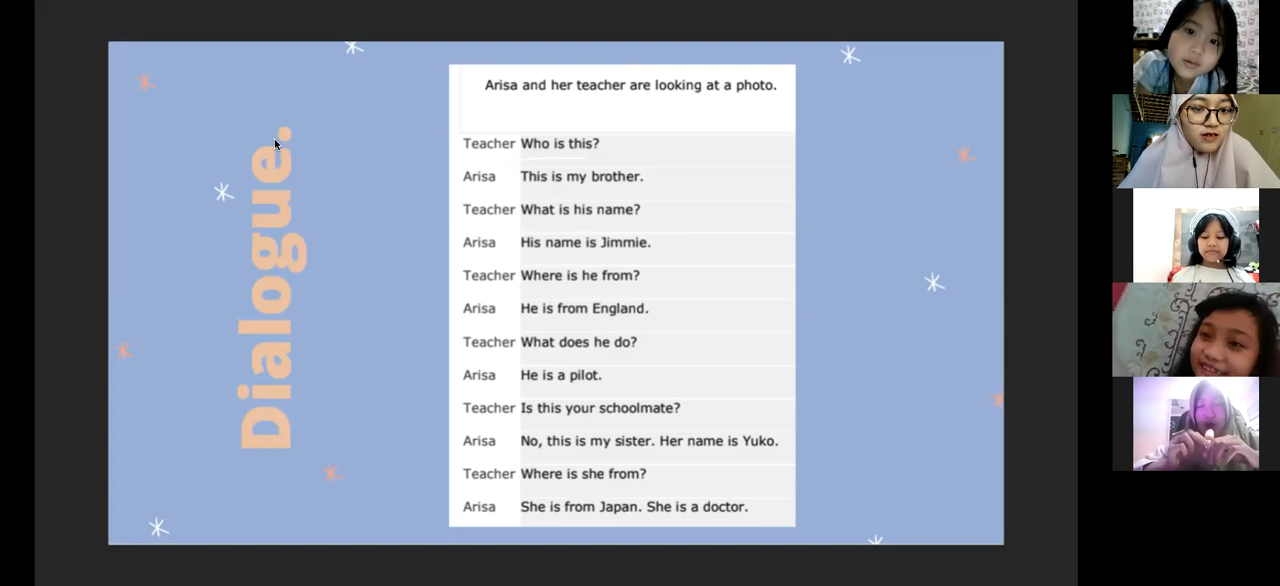 Dialogue.
Arisa and her teacher are looking at a photo.
Teacher Who is this?
Arisa This is my brother.
Teacher What is his name?
Arisa His name is Jimmie.
Teacher Where is he from?
Arisa He is from England.
Teacher What does he do?
Arisa He is a pilot.
Teacher Is this your schoolmate?
Arisa No, this is my sister. Her name is Yuko.
Teacher Where is she from?
Arisa She is from Japan. She is a doctor.